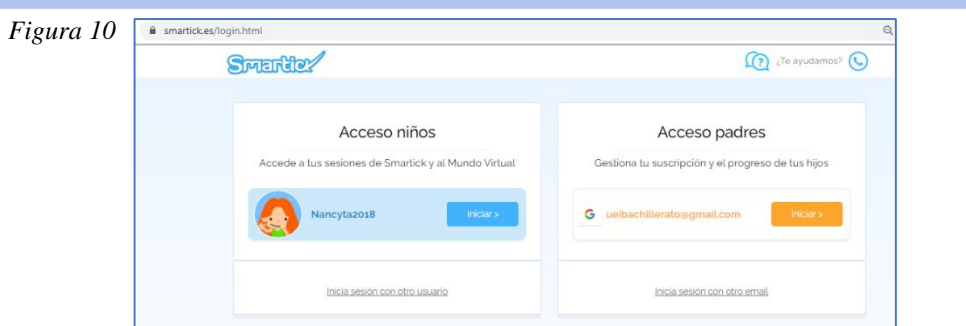 Figura 10
smartick.es/login.html
Smartick
¿Te ayudamos?
Acceso niños
Accede a tus sesiones de Smartick y al Mundo Virtual
Nancyta2018
Iniciar >
Inicia sesión con otro usuario
Acceso padres
Gestiona tu suscripción y el progreso de tus hijos
G ueibachillerato@gmail.com
Iniciar >
Inicia sesión con otro email